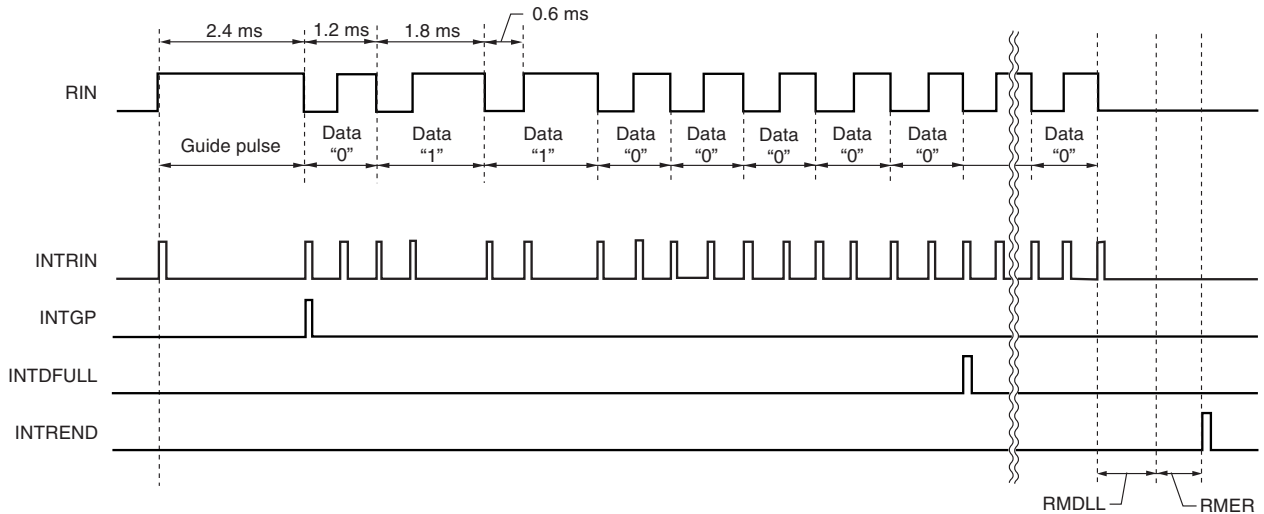 0.6 ms
2.4 ms 1.2 ms 1.8 ms
RIN
Guide pulse
Data “0”
Data “1”
Data “1”
Data “0”
Data “0”
Data “0”
Data “0”
Data “0”
Data “0”
INTRIN
INTGP
INTDFULL
INTREND
RMDLL RMER